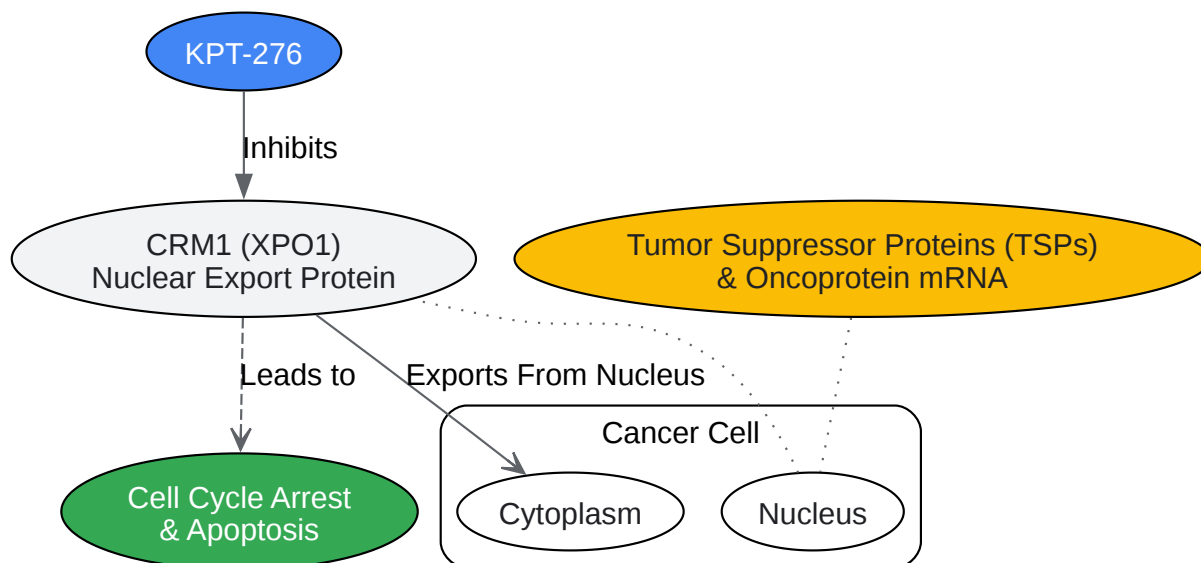 KPT-276
Inhibits
CRM1 (XPO1)
Nuclear Export Protein
Tumor Suppressor Proteins (TSPs)
& Oncoprotein mRNA
Leads to
Exports From Nucleus
Cancer Cell
Cell Cycle Arrest
& Apoptosis
Cytoplasm
Nucleus